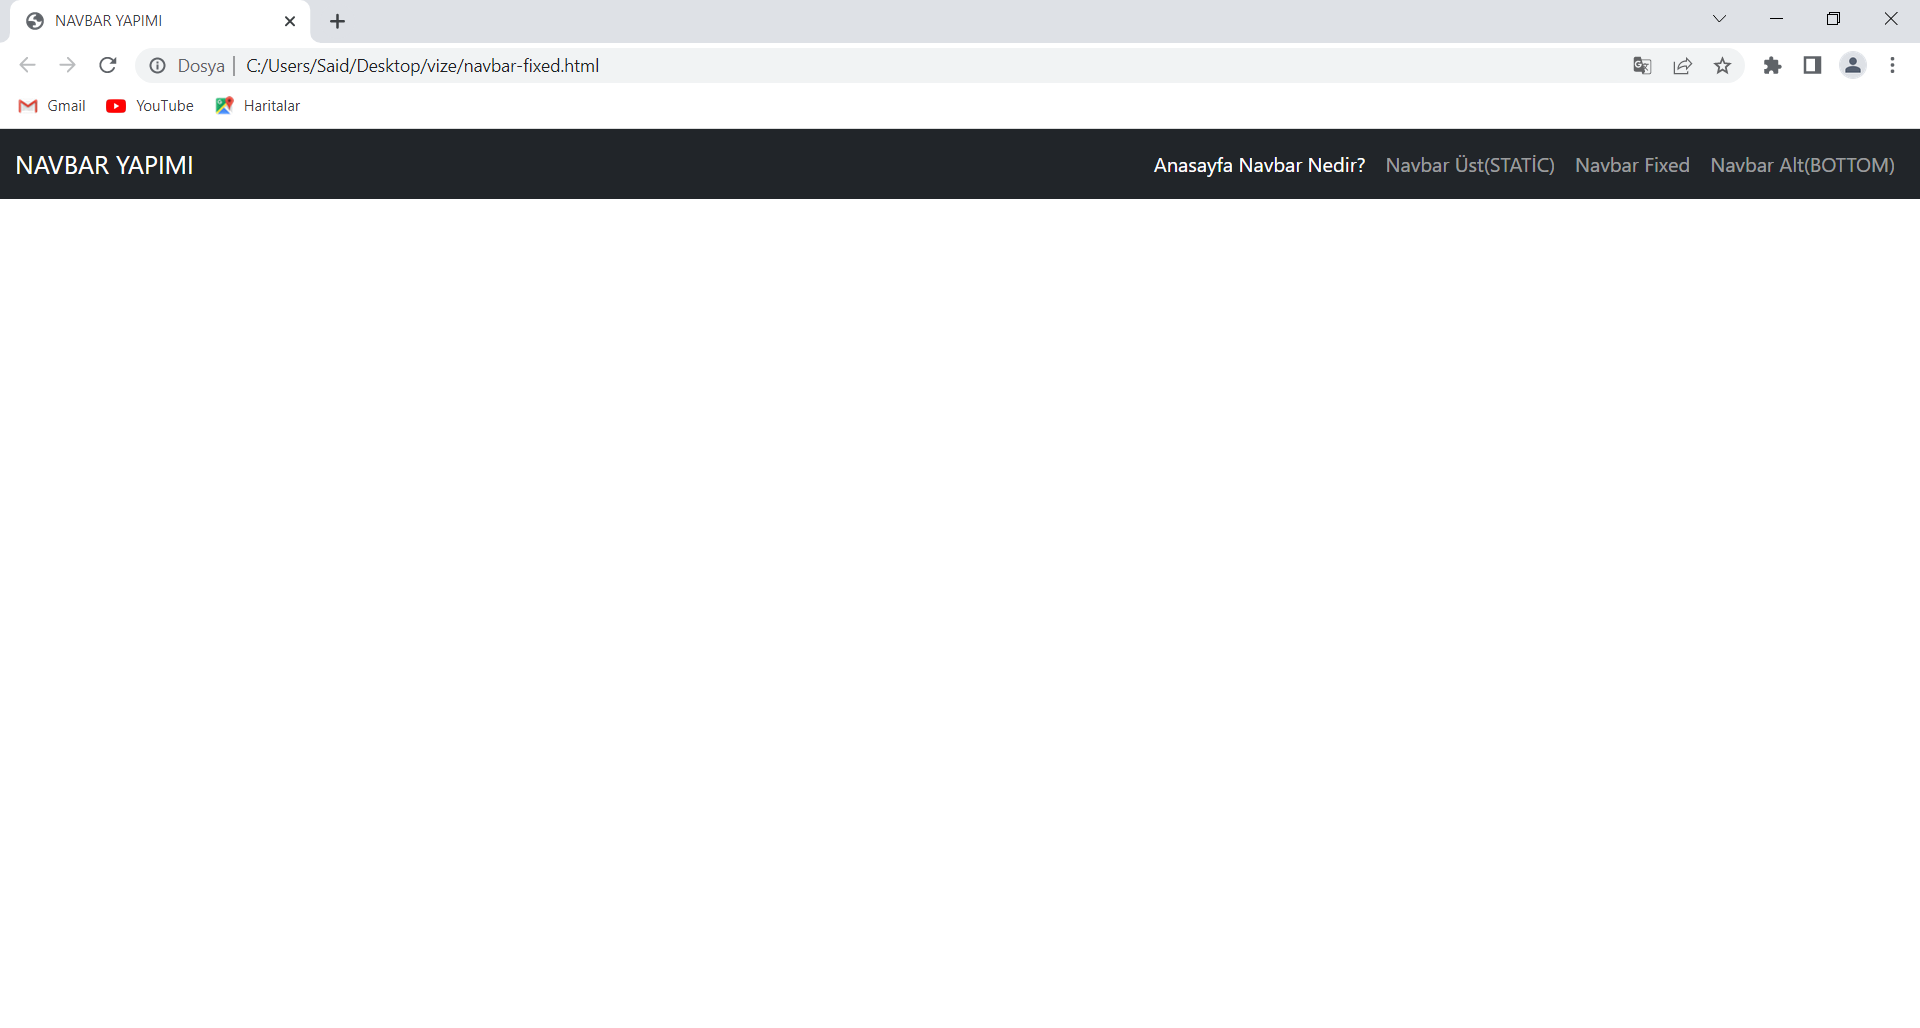 NAVBAR YAPIMI
Dosya C:/Users/Said/Desktop/vize/navbar-fixed.html
Gmail YouTube Haritalar
NAVBAR YAPIMI Anasayfa Navbar Nedir? Navbar Üst(STATİC) Navbar Fixed Navbar Alt(BOTTOM)